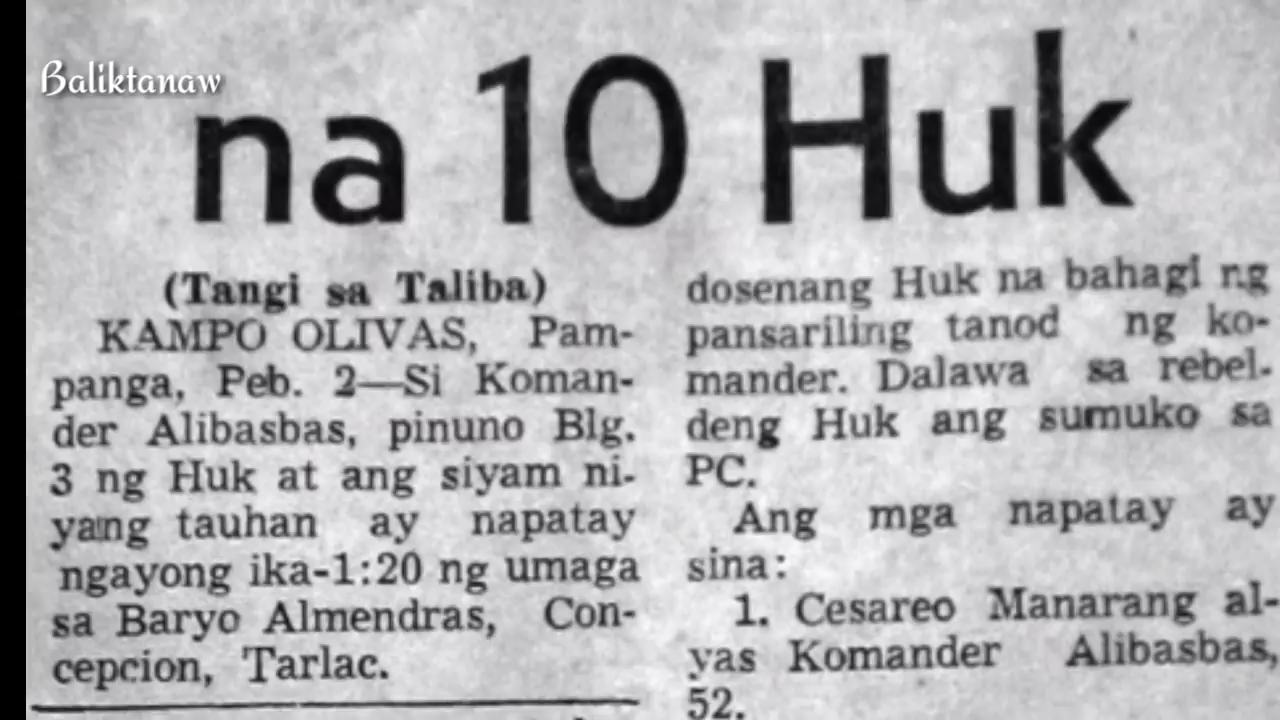 Baliktanaw
na 10 Huk
(Tangi sa Taliba)
KAMPO OLIVAS, Pam-
panga, Peb. 2—Si Koman-
der Alibasbas, pinuno Blg.
3 ng Huk at ang siyam ni-
yang tauhan ay napatay
ngayong ika-1:20 ng umaga
sa Baryo Almendras, Con-
cepcion, Tarlac.
dosenang Huk na bahagi ng
pansariling tanod ng ko-
mander. Dalawa sa rebel-
deng Huk ang sumuko sa
PC.
Ang mga napatay ay
sina:
1. Cesareo Manarang al-
yas Komander Alibasbas,
52.